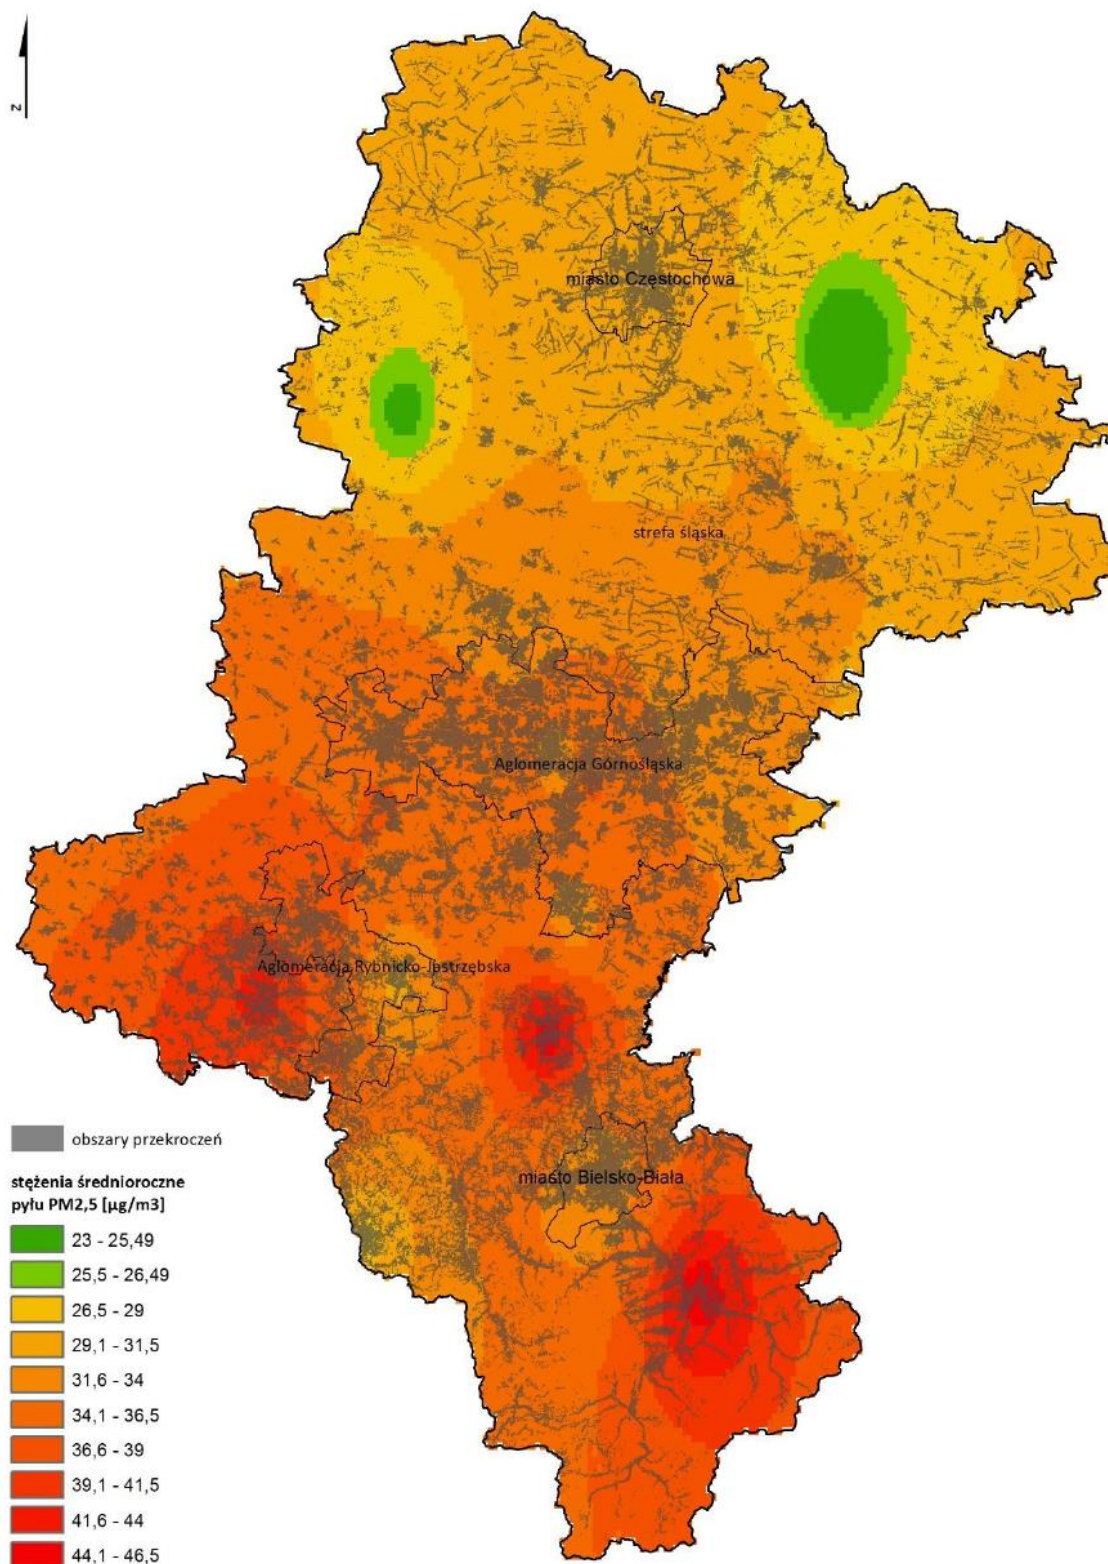 N
miasto Częstochowa
strefa śląska
Aglomeracja Górnośląska
Aglomeracja Rybnicko-Jastrzębska
miasto Bielsko-Biała
obszary przekroczeń
stężenia średnioroczne
pyłu PM2,5 [µg/m3]
23 - 25,49
25,5 - 26,49
26,5 - 29
29,1 - 31,5
31,6 - 34
34,1 - 36,5
36,6 - 39
39,1 - 41,5
41,6 - 44
44,1 - 46,5